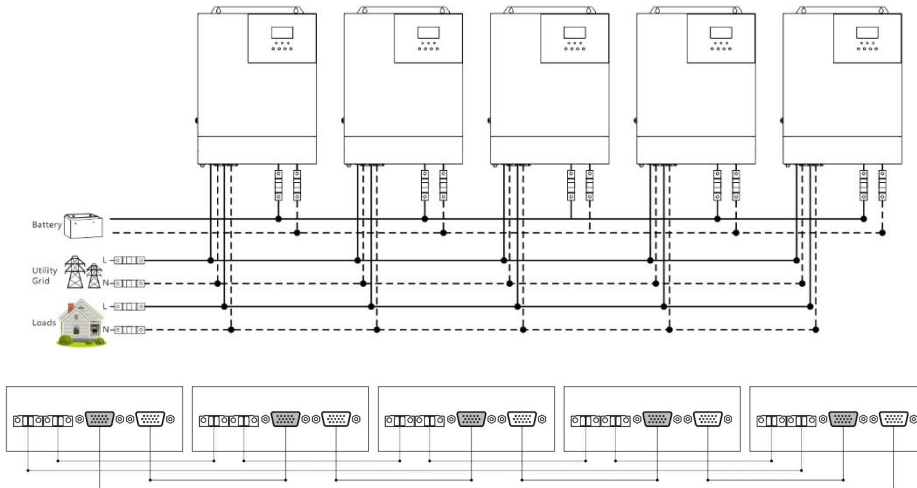 Battery
L
Utility
Grid
N
L
Loads
N